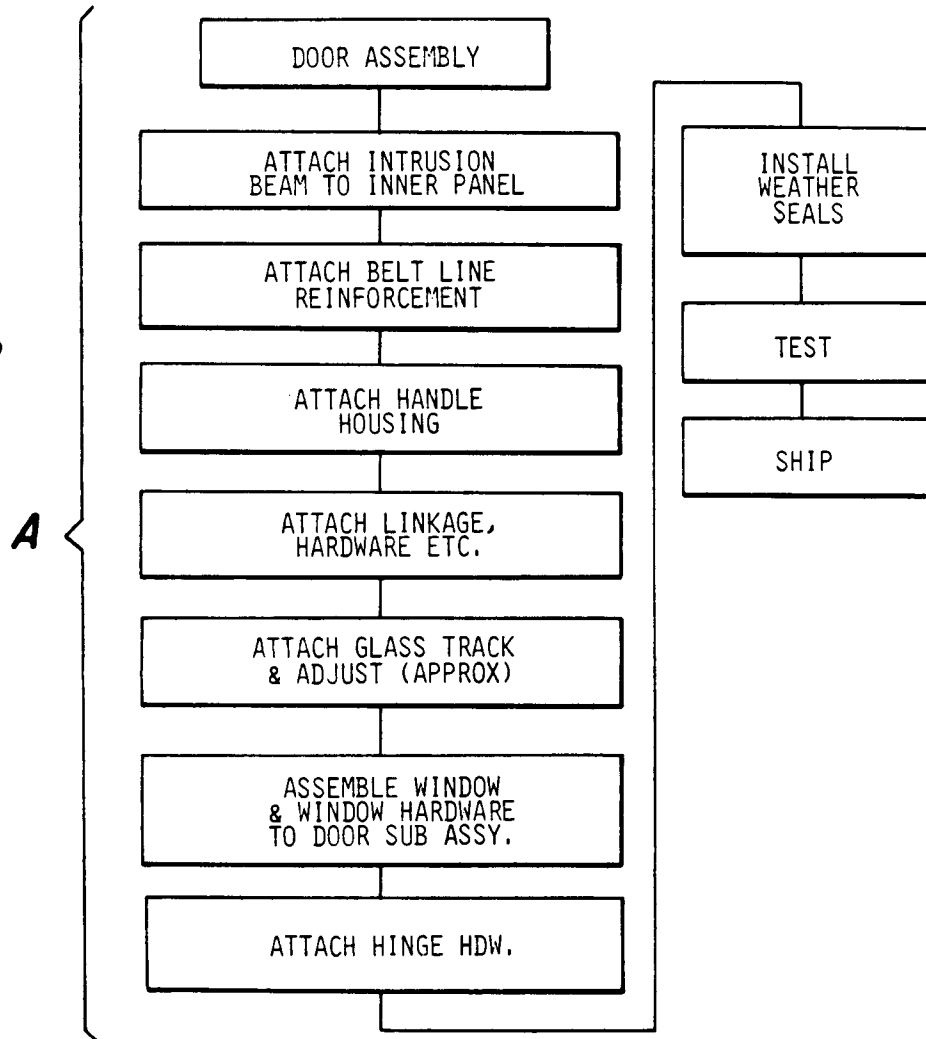 DOOR ASSEMBLY
ATTACH INTRUSION
BEAM TO INNER PANEL
ATTACH BELT LINE
REINFORCEMENT
ATTACH HANDLE
HOUSING
ATTACH LINKAGE,
HARDWARE ETC.
ATTACH GLASS TRACK
& ADJUST (APPROX)
ASSEMBLE WINDOW
& WINDOW HARDWARE
TO DOOR SUB ASSY.
ATTACH HINGE HDW.
A
INSTALL
WEATHER
SEALS
TEST
SHIP